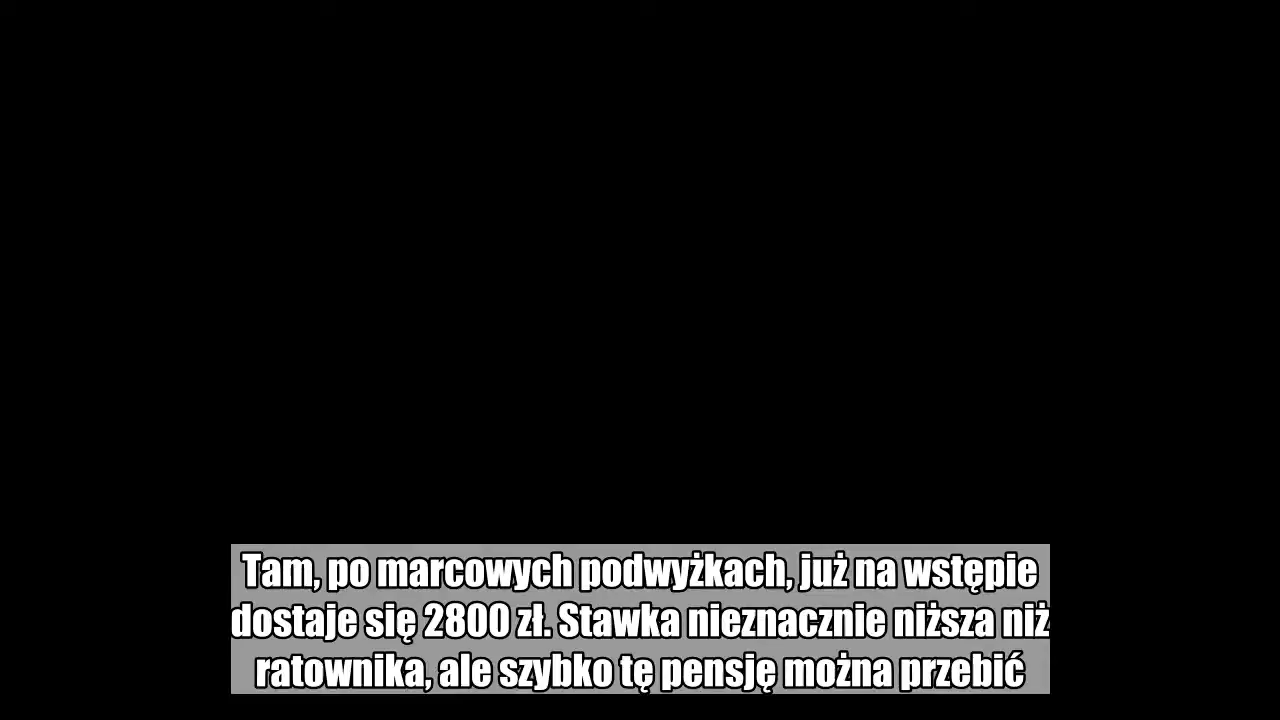 Tam, po marcowych podwyżkach, już na wstępie
dostaje się 2800 zł. Stawka nieznacznie niższa niż
ratownika, ale szybko tę pensję można przebić